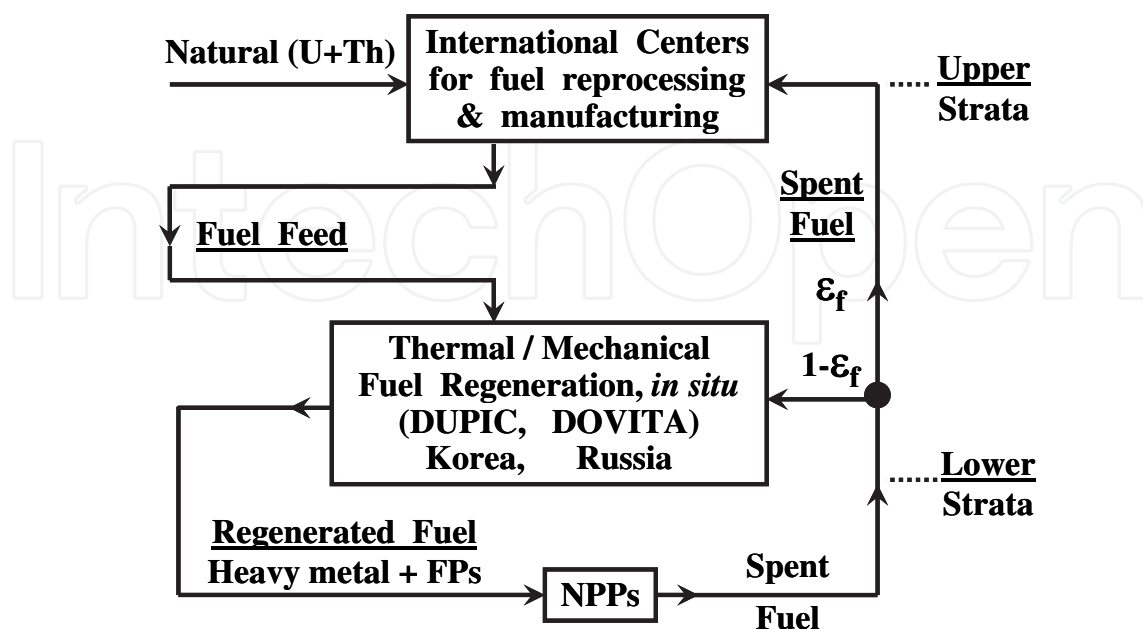 Natural (U+Th)
International Centers
for fuel reprocessing
& manufacturing
Upper
Strata
Spent
Fuel
Fuel Feed
εf
1-εf
Thermal / Mechanical
Fuel Regeneration, in situ
(DUPIC, DOVITA)
Korea, Russia
Lower
Strata
Regenerated Fuel
Heavy metal + FPs
NPPs
Spent
Fuel
IntechOpen